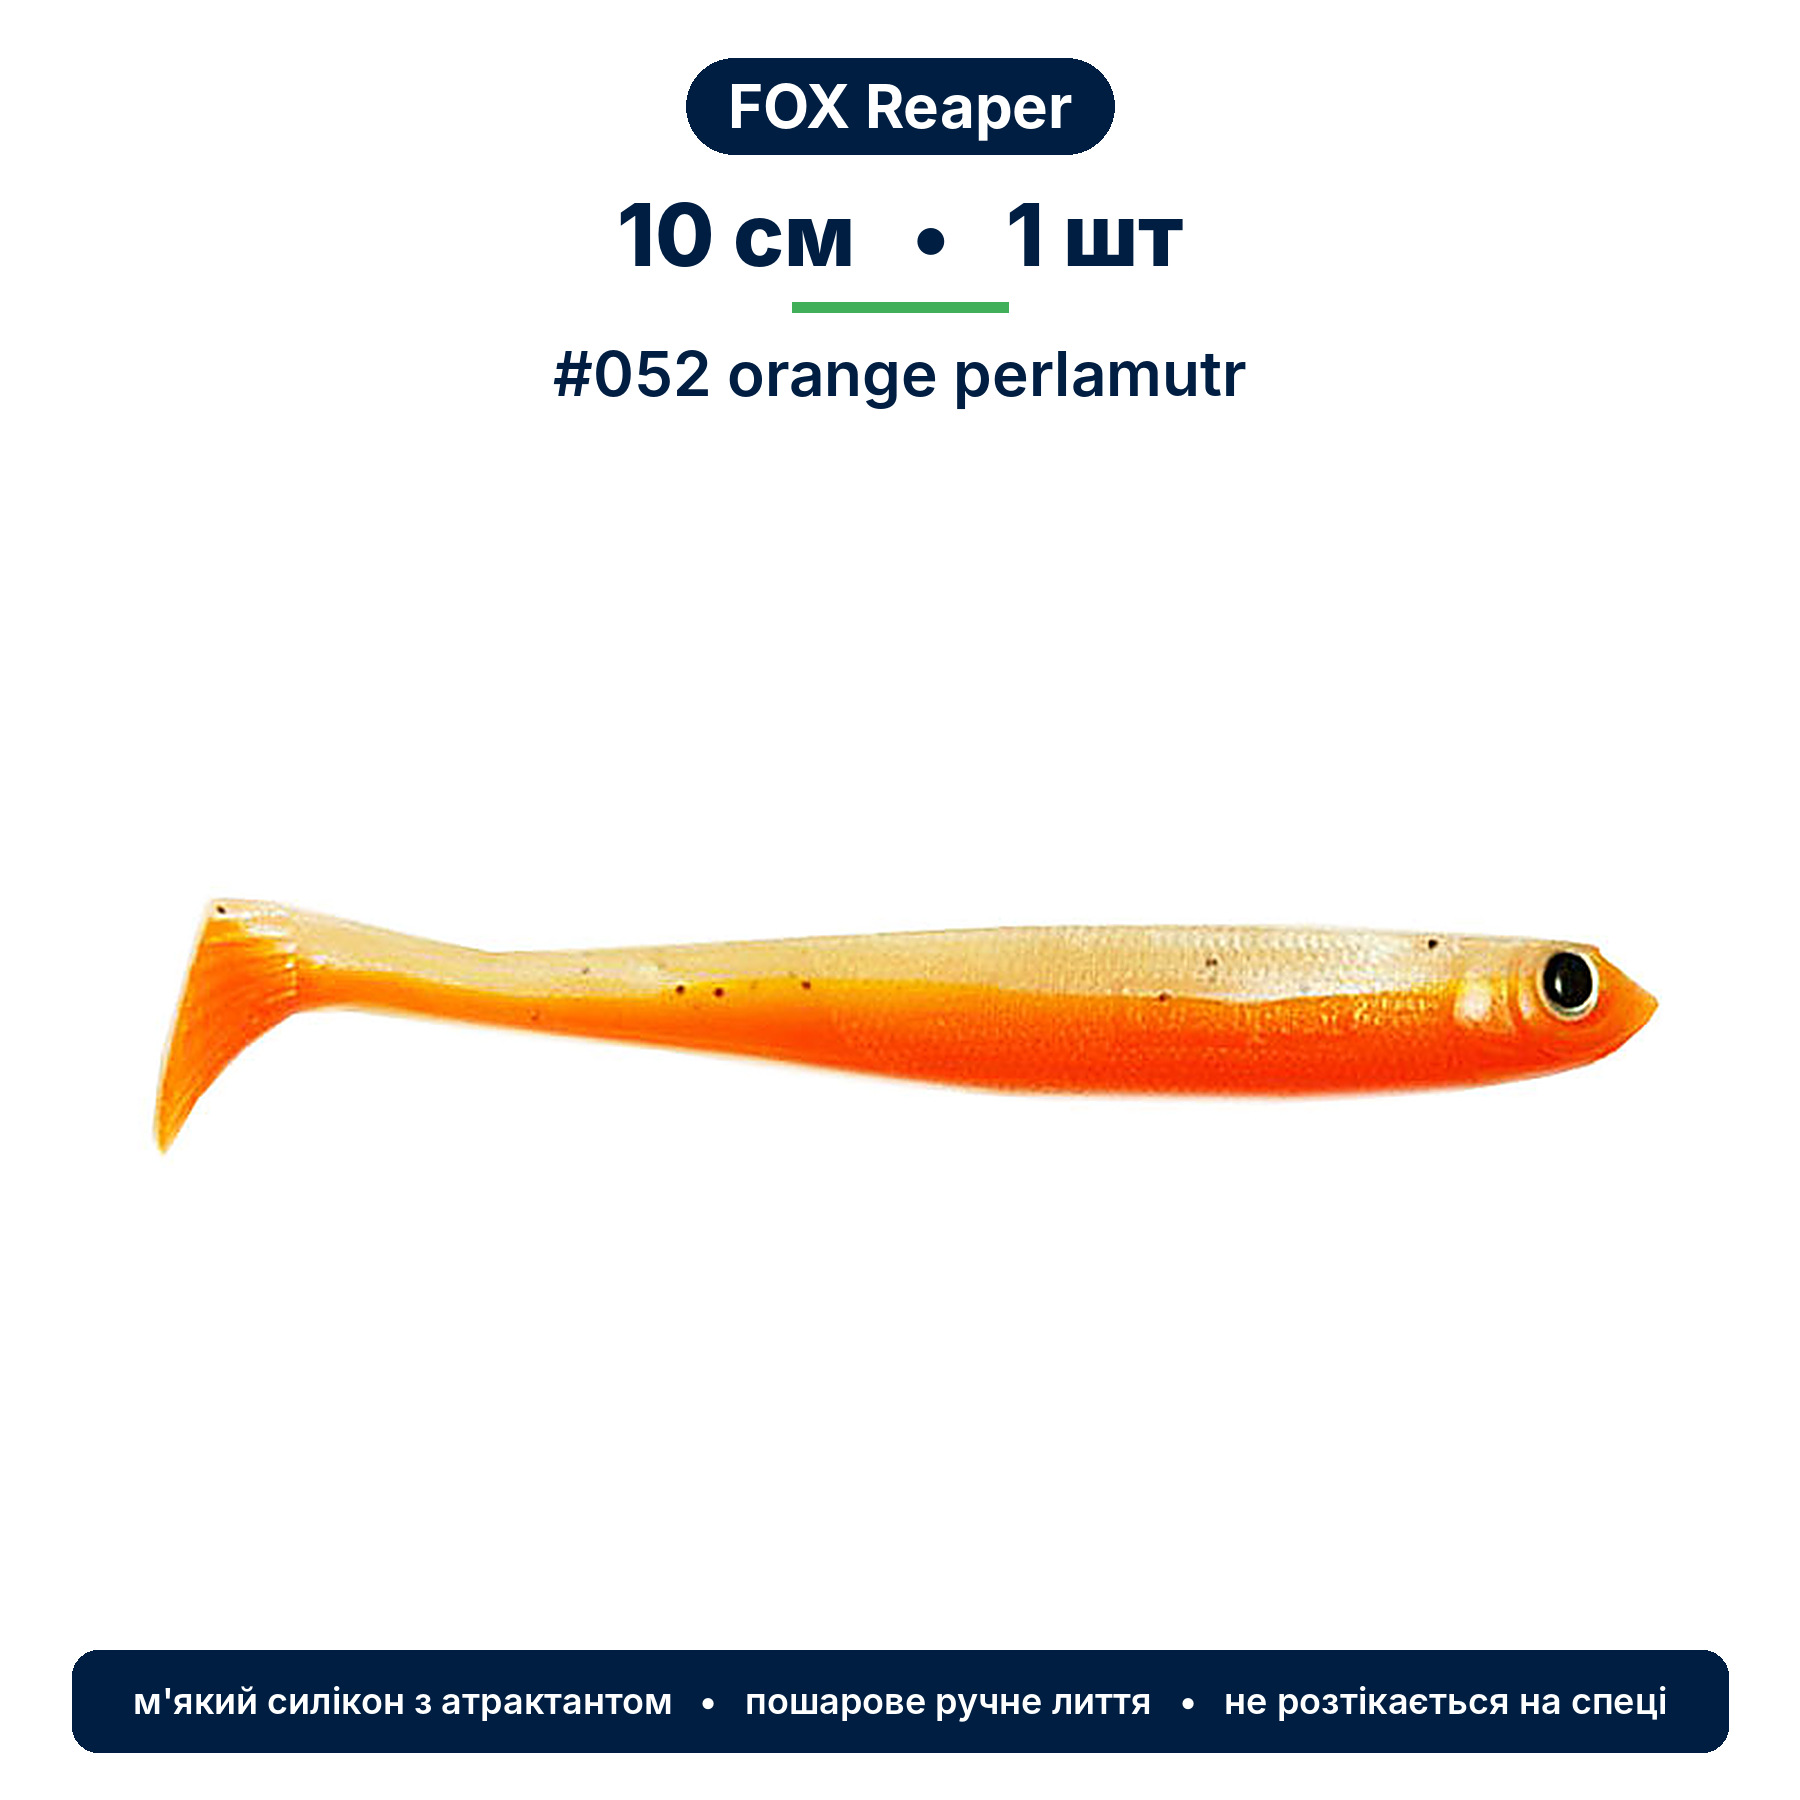 FOX Reaper
10 см • 1 шт
#052 orange perlamutr
м'який силікон з атрактантом • пошарове ручне лиття • не розтікається на спеці